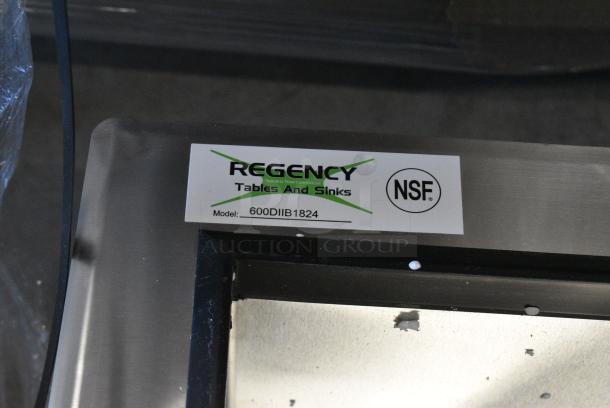 REGENCY
Tables And Sinks
Model: 600DIIB1824
NSF®
AUCTION GROUP